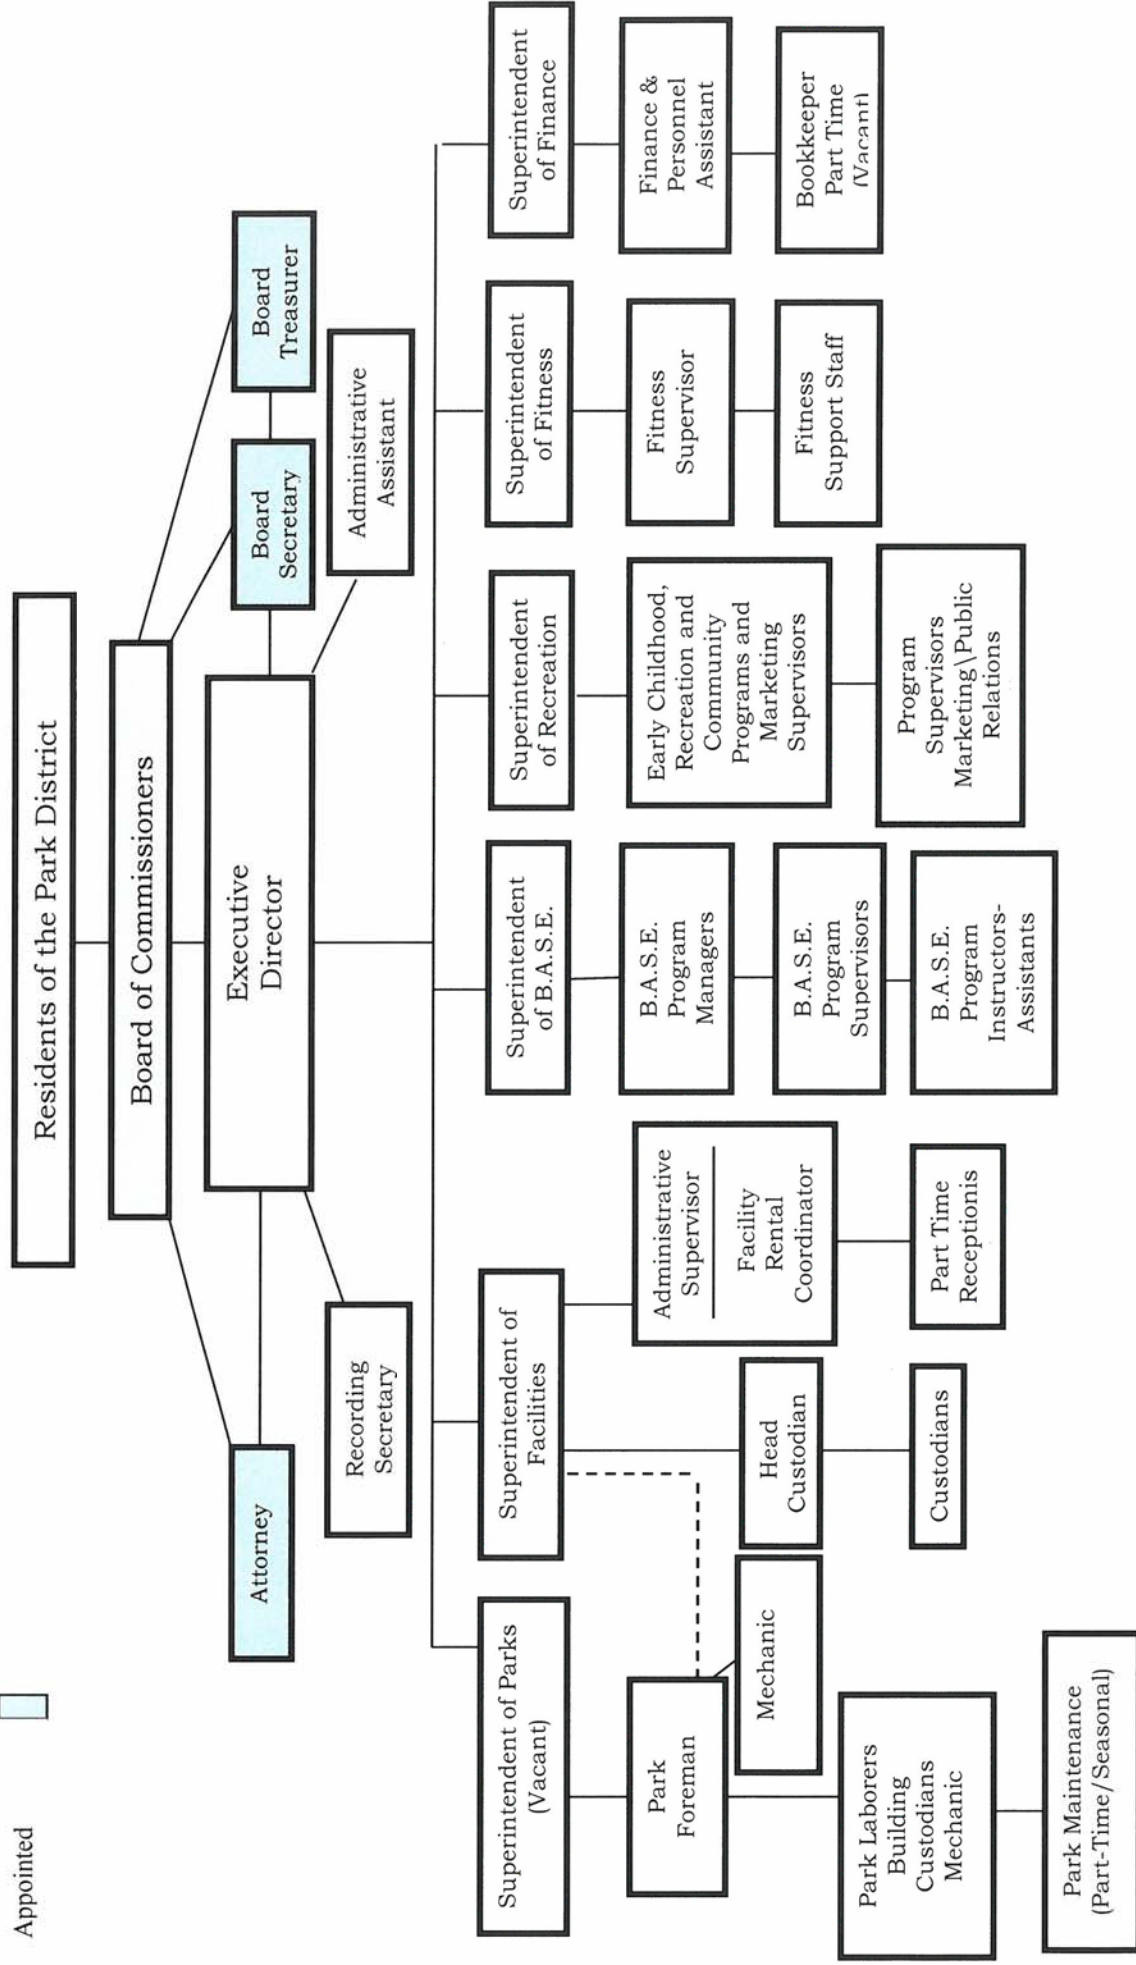 Appointed
Residents of the Park District
Board of Commissioners
Executive
Director
Attorney
Board
Secretary
Board
Treasurer
Recording
Secretary
Administrative
Assistant
Superintendent of Parks
(Vacant)
Park
Foreman
Mechanic
Park Laborers
Building
Custodians
Mechanic
Park Maintenance
(Part-Time/Seasonal)
Superintendent of
Facilities
Head
Custodian
Custodians
Administrative
Supervisor
Facility
Rental
Coordinator
Part Time
Receptionis
Superintendent
of B.A.S.E.
B.A.S.E.
Program
Managers
B.A.S.E.
Program
Supervisors
B.A.S.E.
Program
Instructors-
Assistants
Superintendent
of Recreation
Early Childhood,
Recreation and
Community
Programs and
Marketing
Supervisors
Program
Supervisors
Marketing\Public
Relations
Superintendent
of Fitness
Fitness
Supervisor
Fitness
Support Staff
Superintendent
of Finance
Finance &
Personnel
Assistant
Bookkeeper
Part Time
(Vacant)